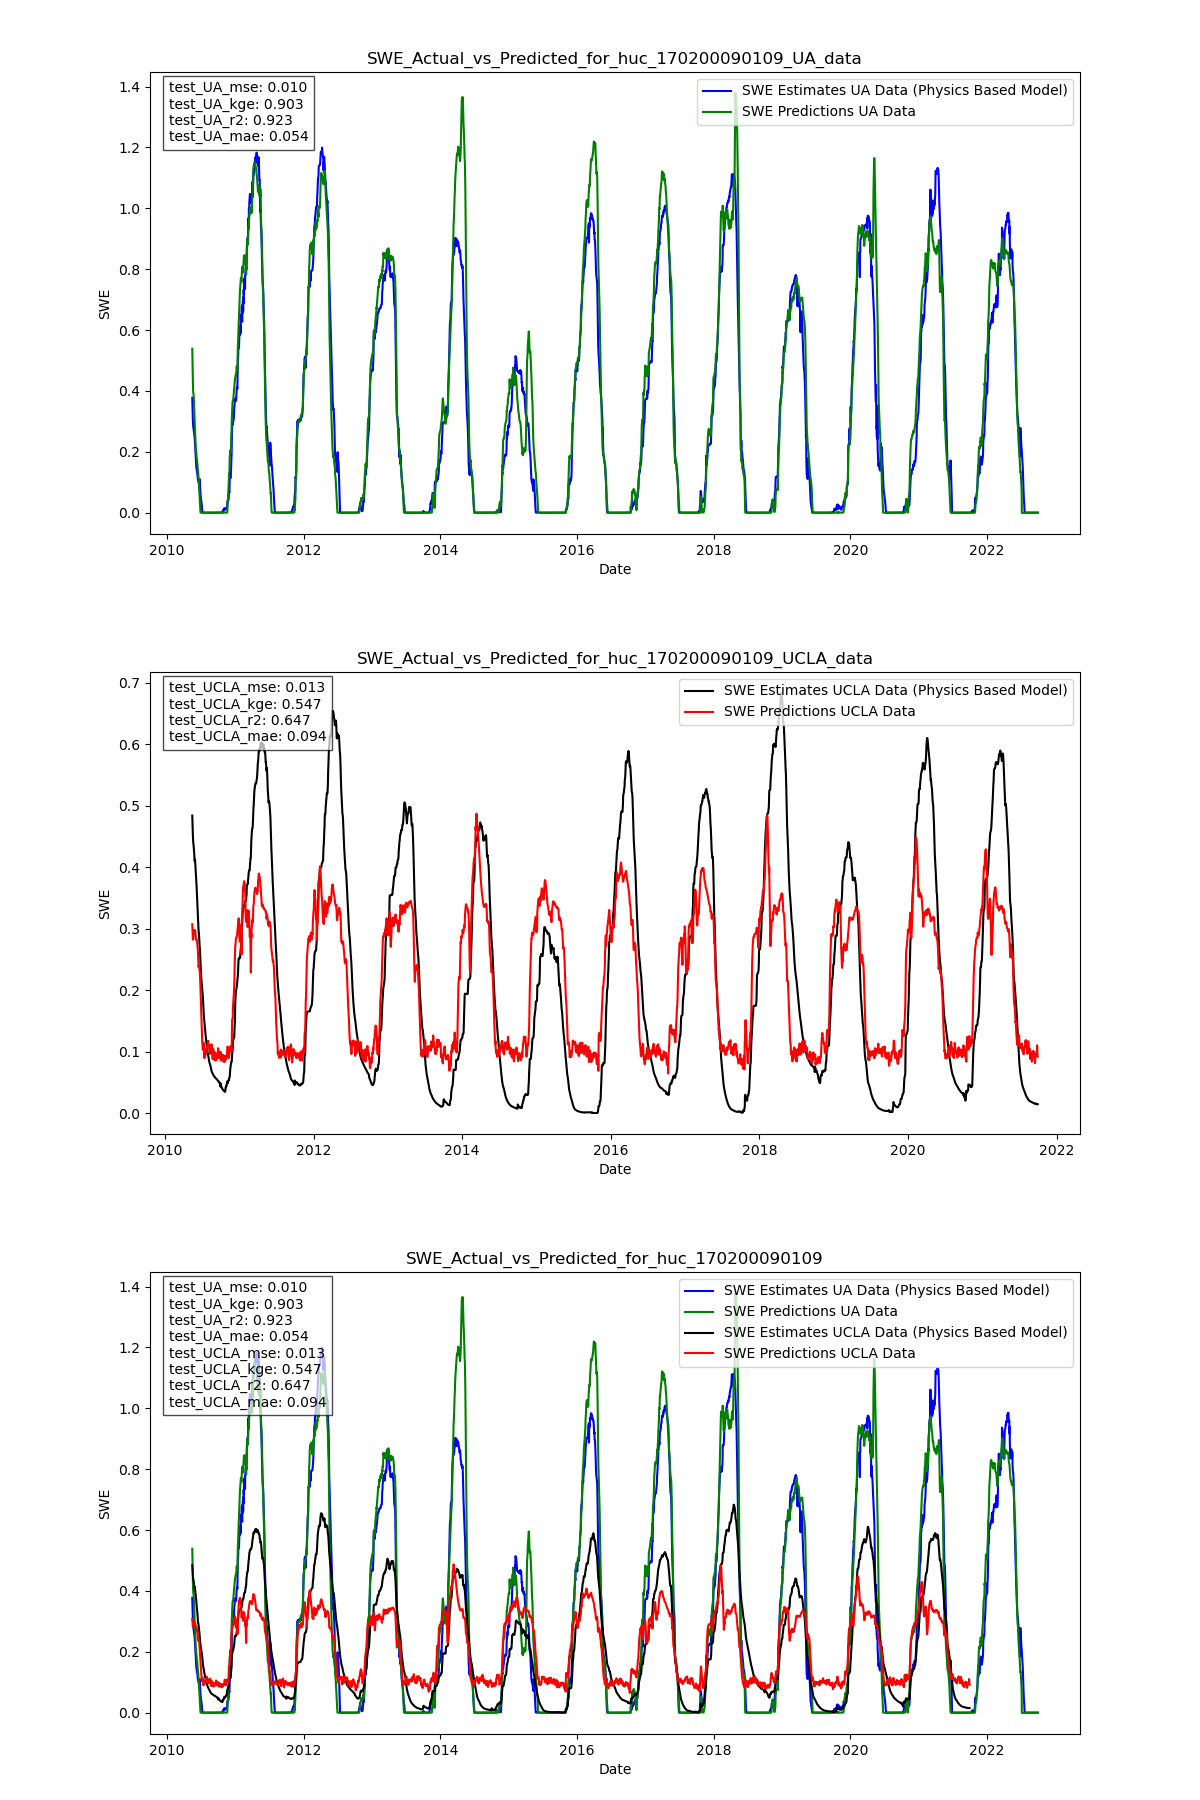 SWE_Actual_vs_Predicted_for_huc_170200090109_UA_data
test_UA_mse: 0.010
test_UA_kge: 0.903
test_UA_r2: 0.923
test_UA_mae: 0.054
SWE Estimates UA Data (Physics Based Model)
SWE Predictions UA Data
1.4
1.2
1.0
0.8
0.6
0.4
0.2
0.0
SWE
2010 2012 2014 2016 2018 2020 2022
Date
SWE_Actual_vs_Predicted_for_huc_170200090109_UCLA_data
test_UCLA_mse: 0.013
test_UCLA_kge: 0.547
test_UCLA_r2: 0.647
test_UCLA_mae: 0.094
SWE Estimates UCLA Data (Physics Based Model)
SWE Predictions UCLA Data
0.7
0.6
0.5
0.4
0.3
0.2
0.1
0.0
SWE
2010 2012 2014 2016 2018 2020 2022
Date
SWE_Actual_vs_Predicted_for_huc_170200090109
test_UA_mse: 0.010
test_UA_kge: 0.903
test_UA_r2: 0.923
test_UA_mae: 0.054
test_UCLA_mse: 0.013
test_UCLA_kge: 0.547
test_UCLA_r2: 0.647
test_UCLA_mae: 0.094
SWE Estimates UA Data (Physics Based Model)
SWE Predictions UA Data
SWE Estimates UCLA Data (Physics Based Model)
SWE Predictions UCLA Data
1.4
1.2
1.0
0.8
0.6
0.4
0.2
0.0
SWE
2010 2012 2014 2016 2018 2020 2022
Date